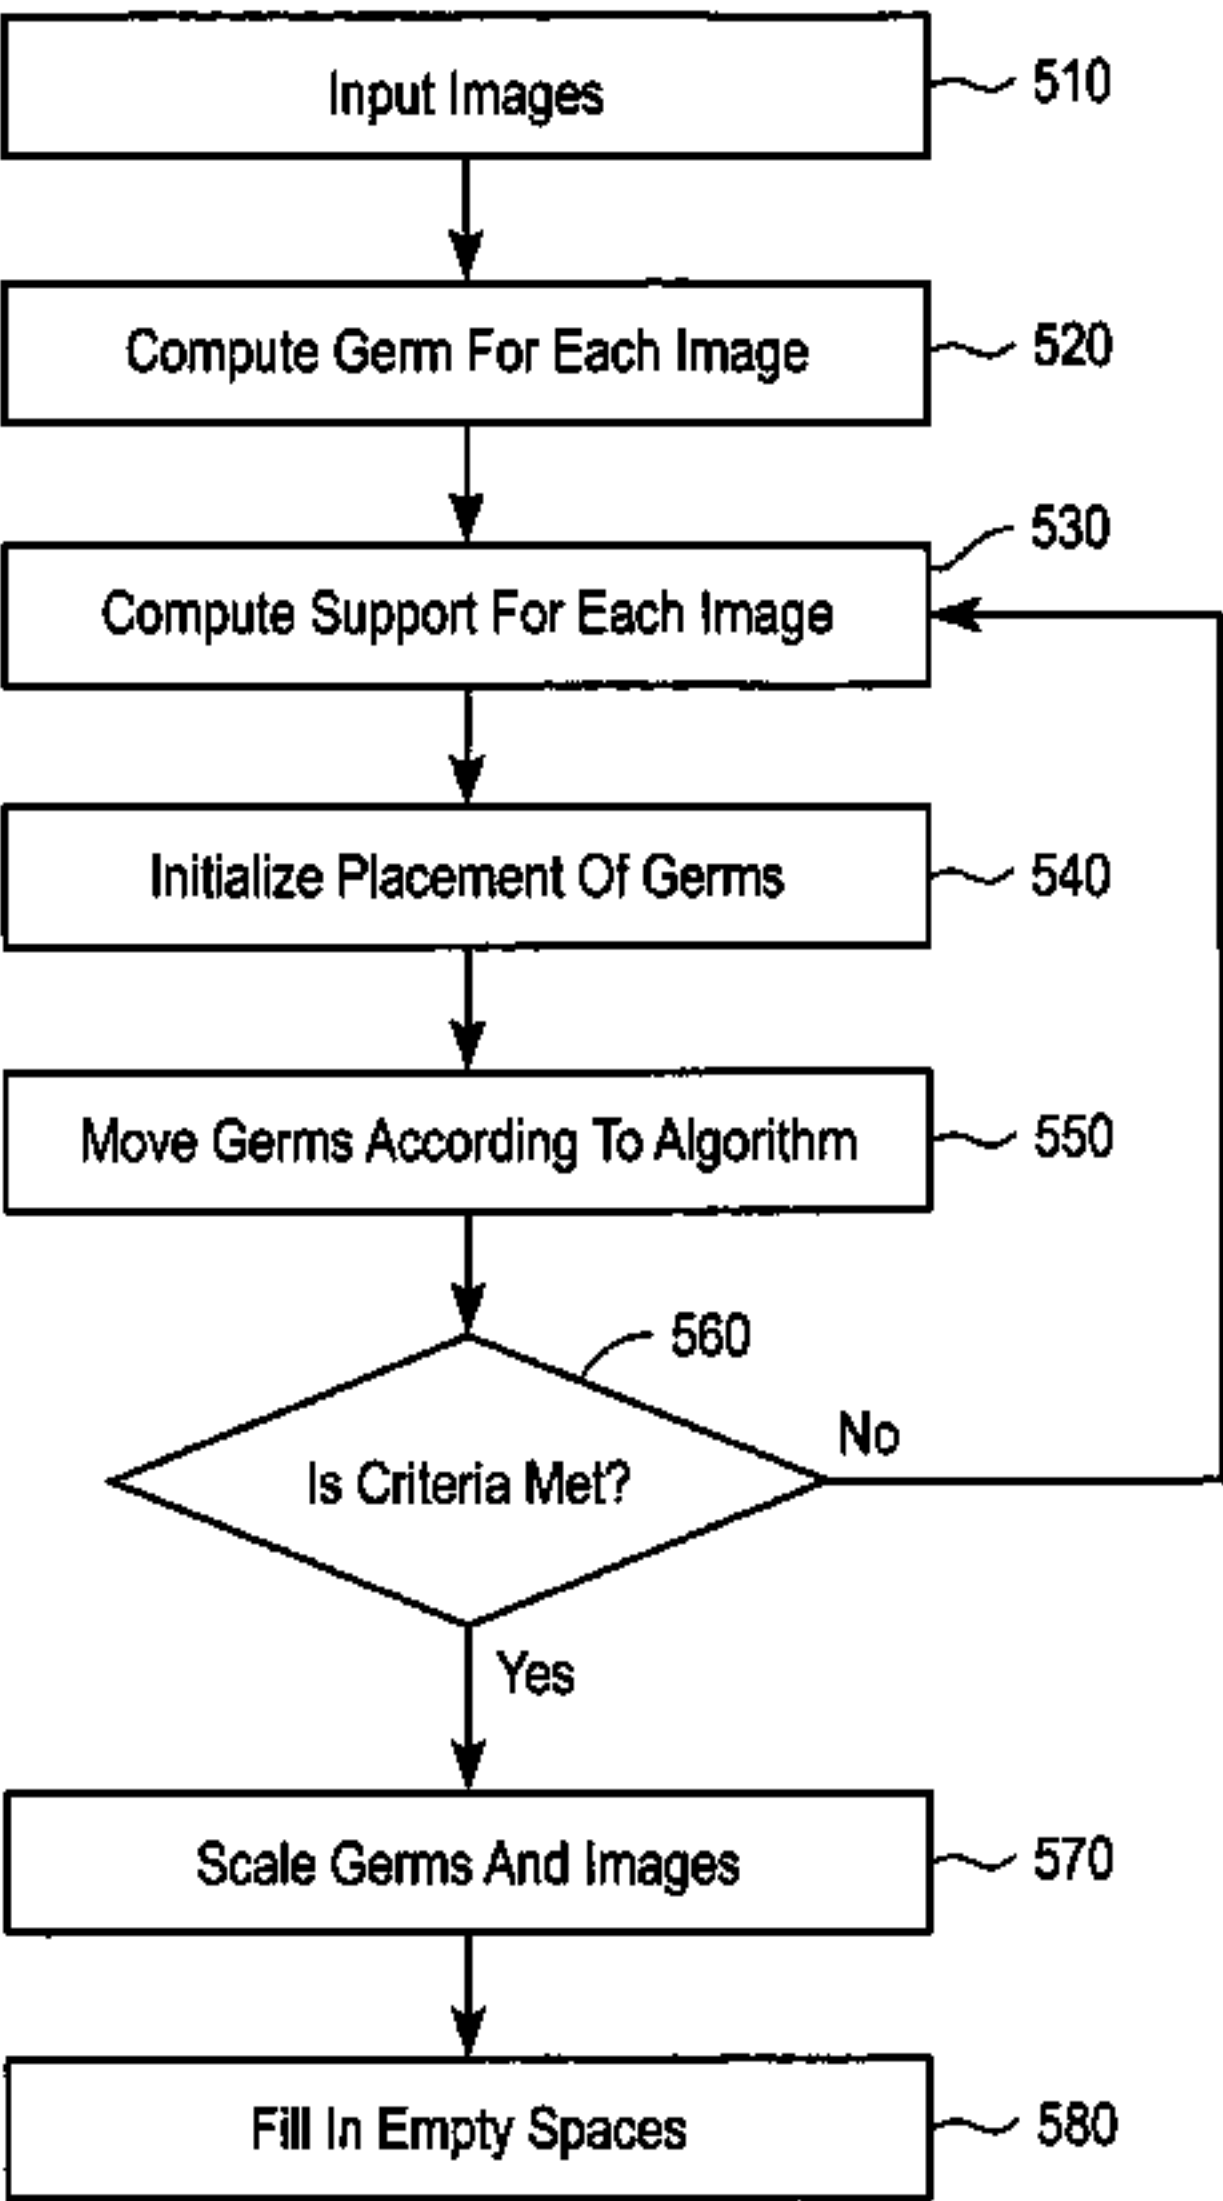 Input Images
510
Compute Germ For Each Image
520
530
Compute Support For Each Image
Initialize Placement Of Germs
540
Move Germs According To Algorithm
550
560
Is Criteria Met?
No
Yes
Scale Germs And Images
570
Fill In Empty Spaces
580